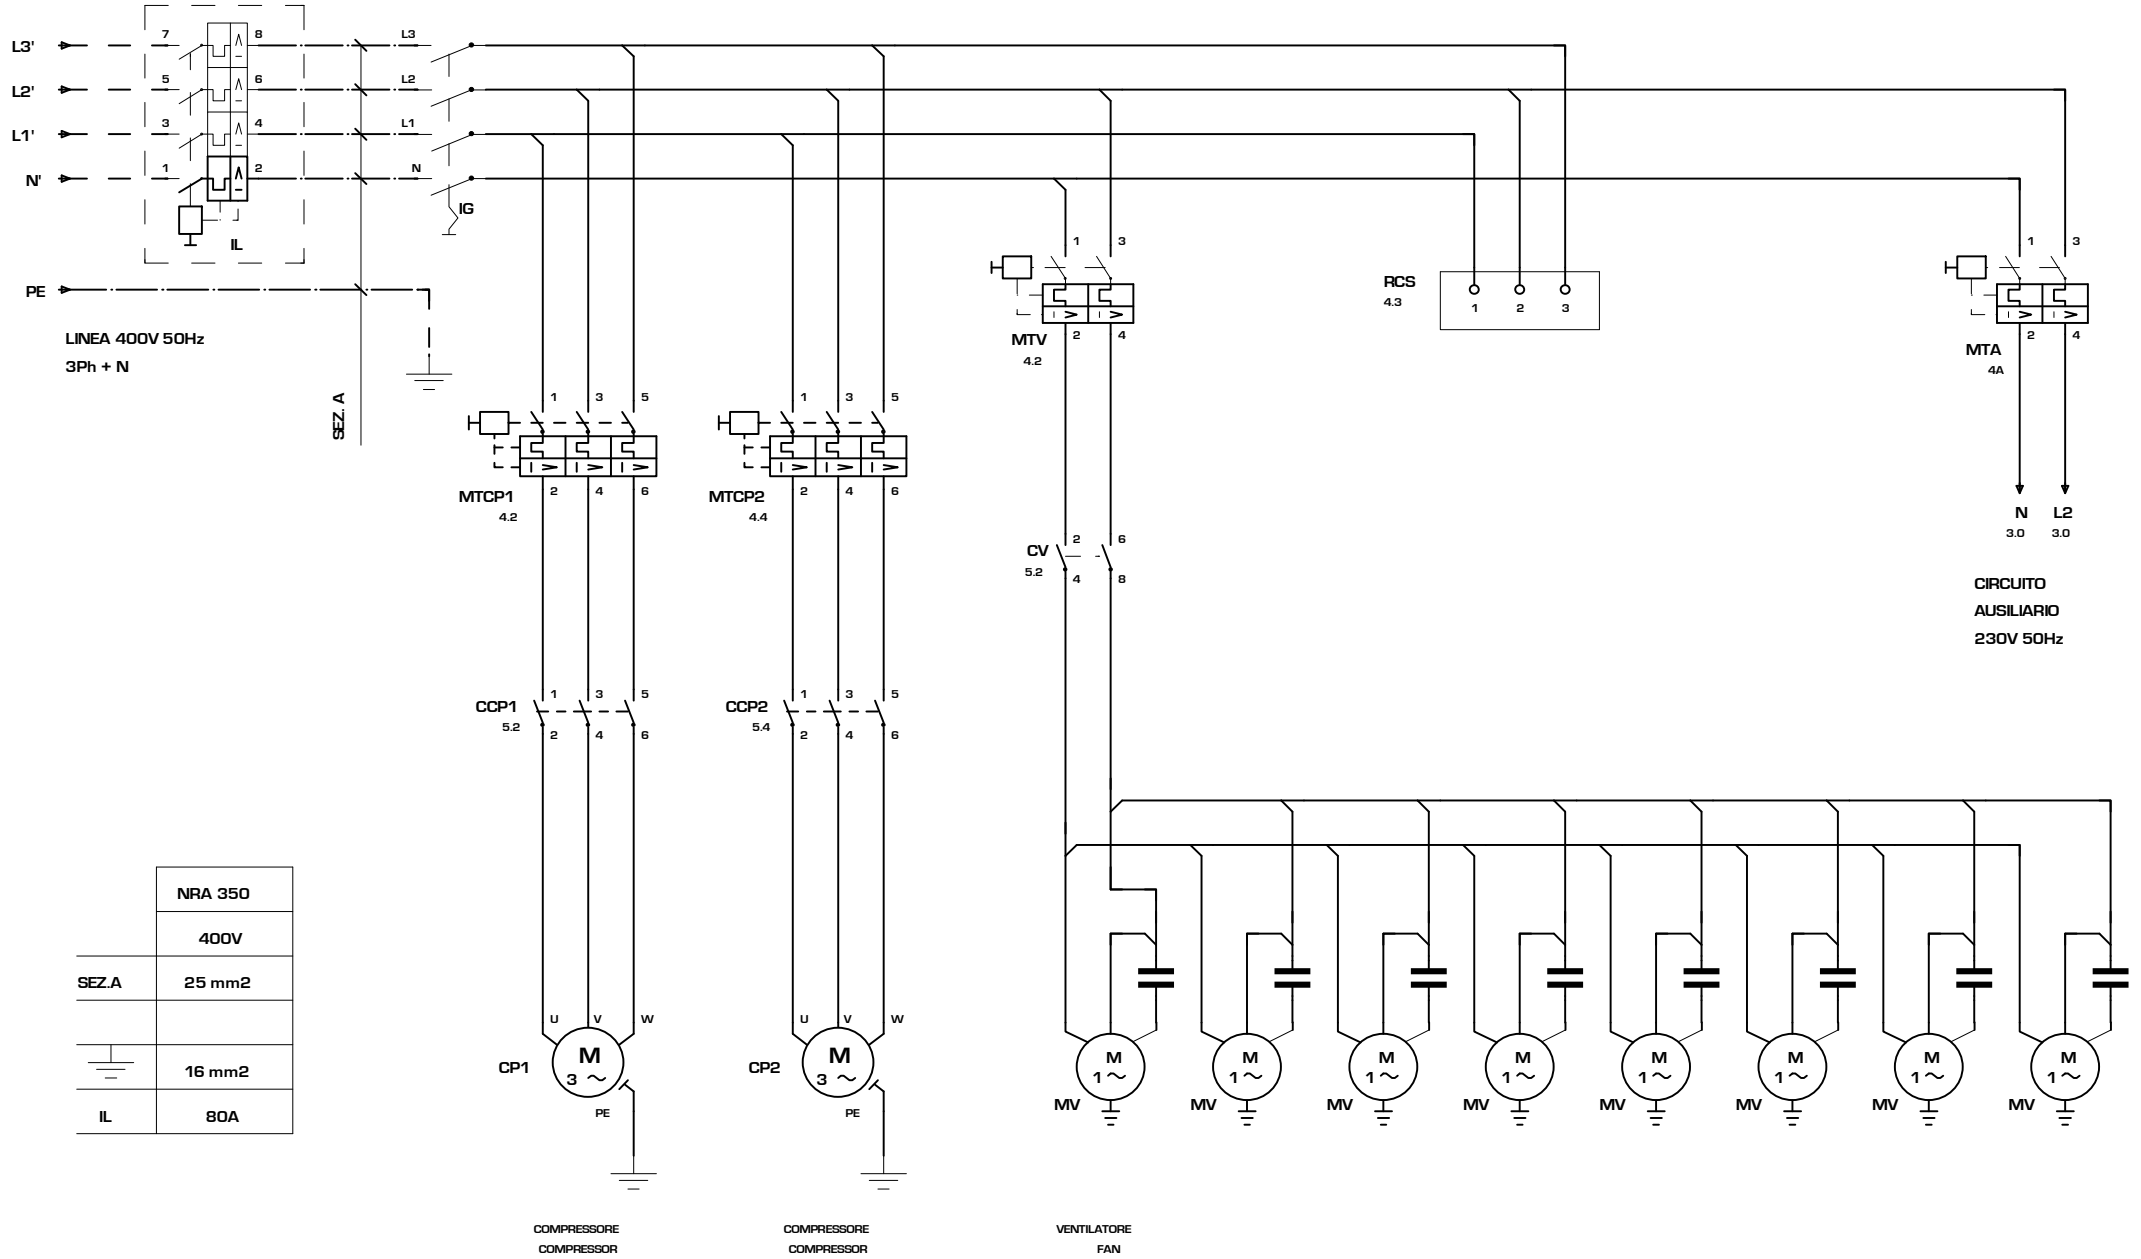 7 8 L3
L3'
5 6 L2
L2'
3 4 L1
L1'
1 2 N
N'
IG
IL
1 3 1 3
PE
RCS
4.3
1 2 3
LINEA 400V 50Hz
3Ph + N
MTV 2 4
4.2
MTA 2 4
4A
SEZ. A
1 3 5 1 3 5
MTCP1 2 4 6
4.2
MTCP2 2 4 6
4.4
N L2
3.0 3.0
CV 2 6
5.2 4 8
CIRCUITO
AUSILIARIO
230V 50Hz
CCP1 1 3 5
5.2 2 4 6
CCP2 1 3 5
5.4 2 4 6
NRA 350
400V
SEZ.A 25 mm2
16 mm2
IL 80A
U V W U V W
CP1 M
3
CP2 M
3
PE PE
M M M M M M M M
1 1 1 1 1 1 1 1
MV MV MV MV MV MV MV MV
COMPRESSORE COMPRESSORE VENTILATORE
COMPRESSOR COMPRESSOR FAN